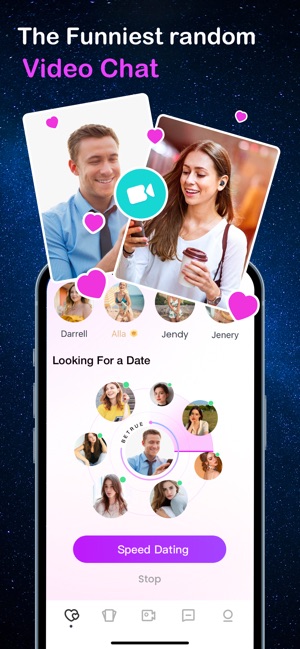 The Funniest random
Video Chat
Darrell
Alla
Jendy
Jenery
Looking For a Date
BETRUE
Speed Dating
Stop